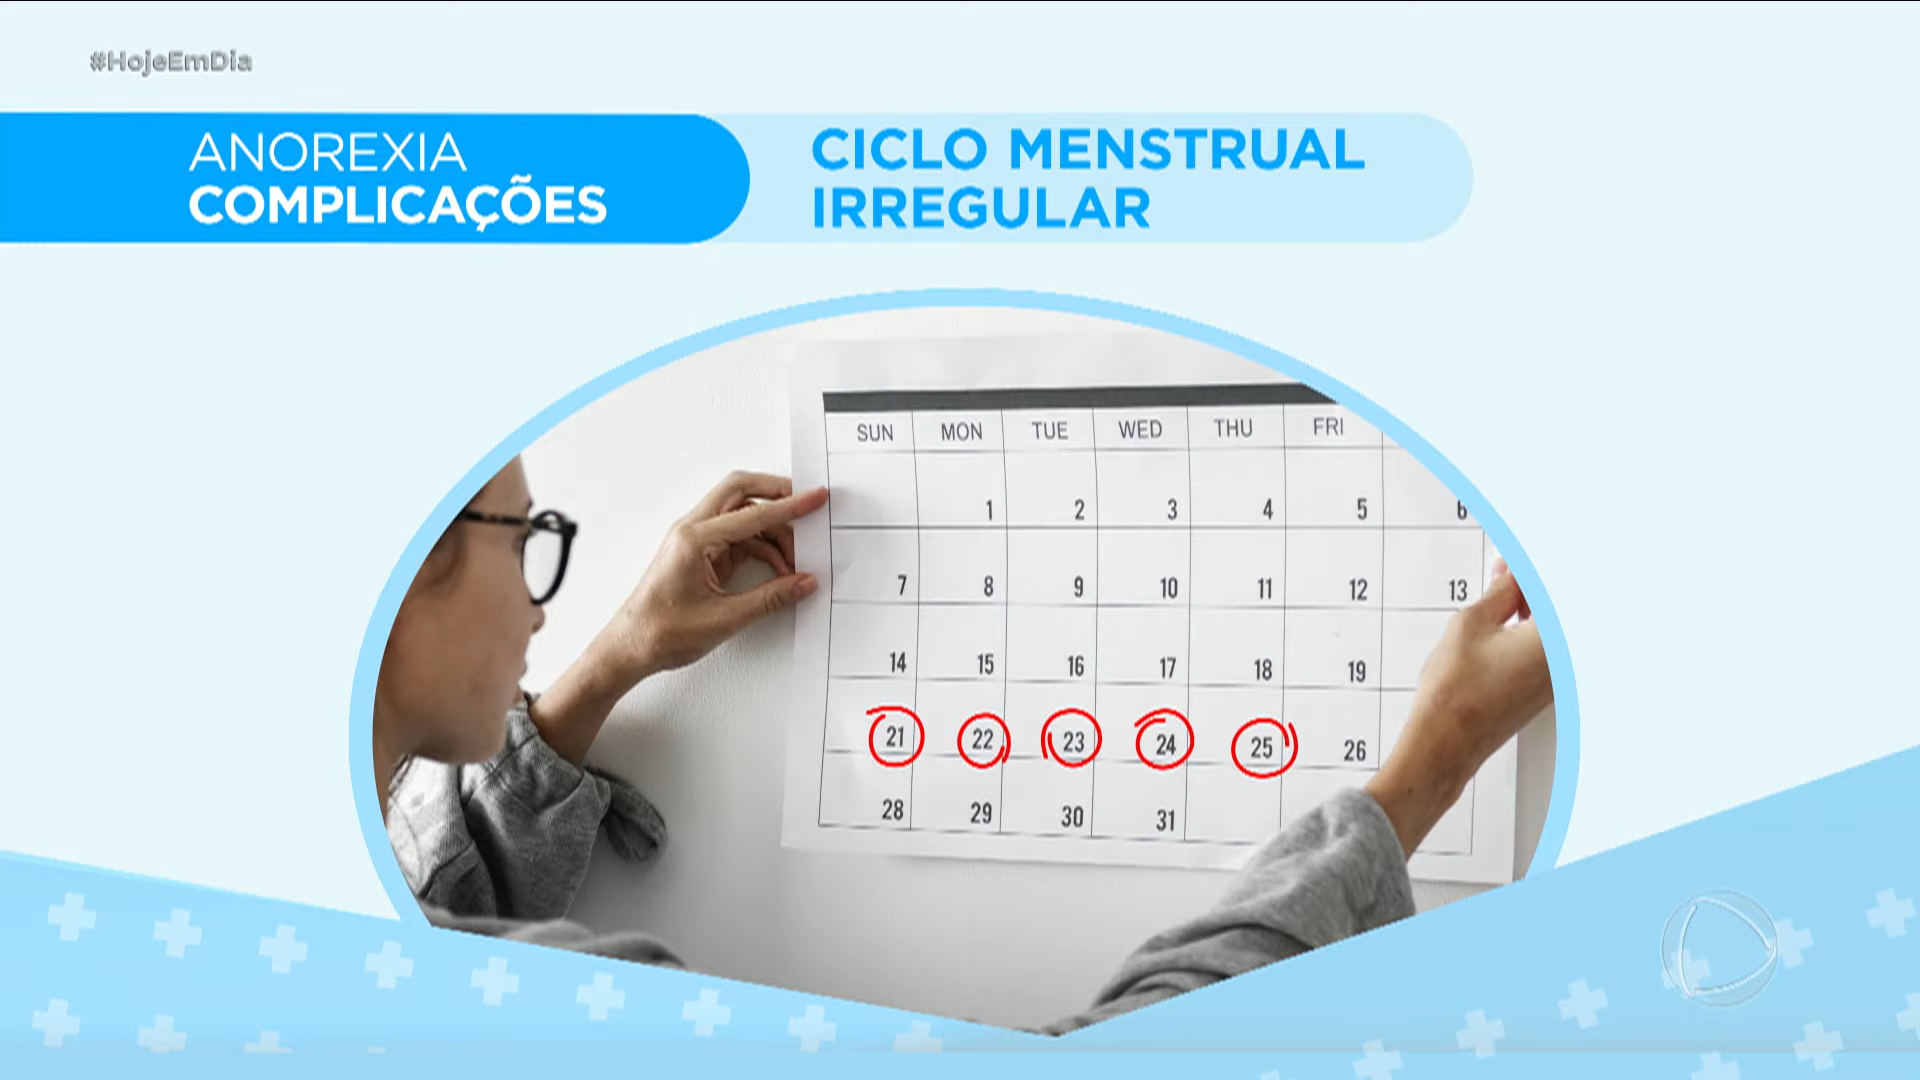 #HojeEmDia
ANOREXIA
COMPLICAÇÕES
CICLO MENSTRUAL
IRREGULAR
SUN MON TUE WED THU FRI
1 2 3 4 5 6
7 8 9 10 11 12 13
14 15 16 17 18 19
21 22 23 24 25 26
28 29 30 31